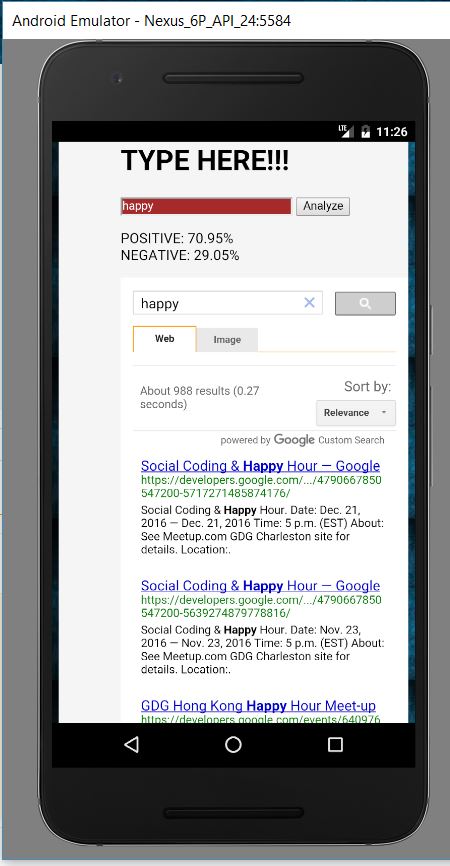 Android Emulator - Nexus_6P_API_24:5584
LTE 11:26
TYPE HERE!!!
happy Analyze
POSITIVE: 70.95%
NEGATIVE: 29.05%
happy
Web Image
About 988 results (0.27
seconds)
Sort by:
Relevance
powered by Google Custom Search
Social Coding & Happy Hour — Google
https://developers.google.com/.../4790667850
547200-5717271485874176/
Social Coding & Happy Hour. Date: Dec. 21,
2016 — Dec. 21, 2016 Time: 5 p.m. (EST) About:
See Meetup.com GDG Charleston site for
details. Location:.
Social Coding & Happy Hour — Google
https://developers.google.com/.../4790667850
547200-5639274879778816/
Social Coding & Happy Hour. Date: Nov. 23,
2016 — Nov. 23, 2016 Time: 5 p.m. (EST) About:
See Meetup.com GDG Charleston site for
details. Location:.
GDG Hong Kong Happy Hour Meet-up
https://developers.google.com/events/640976